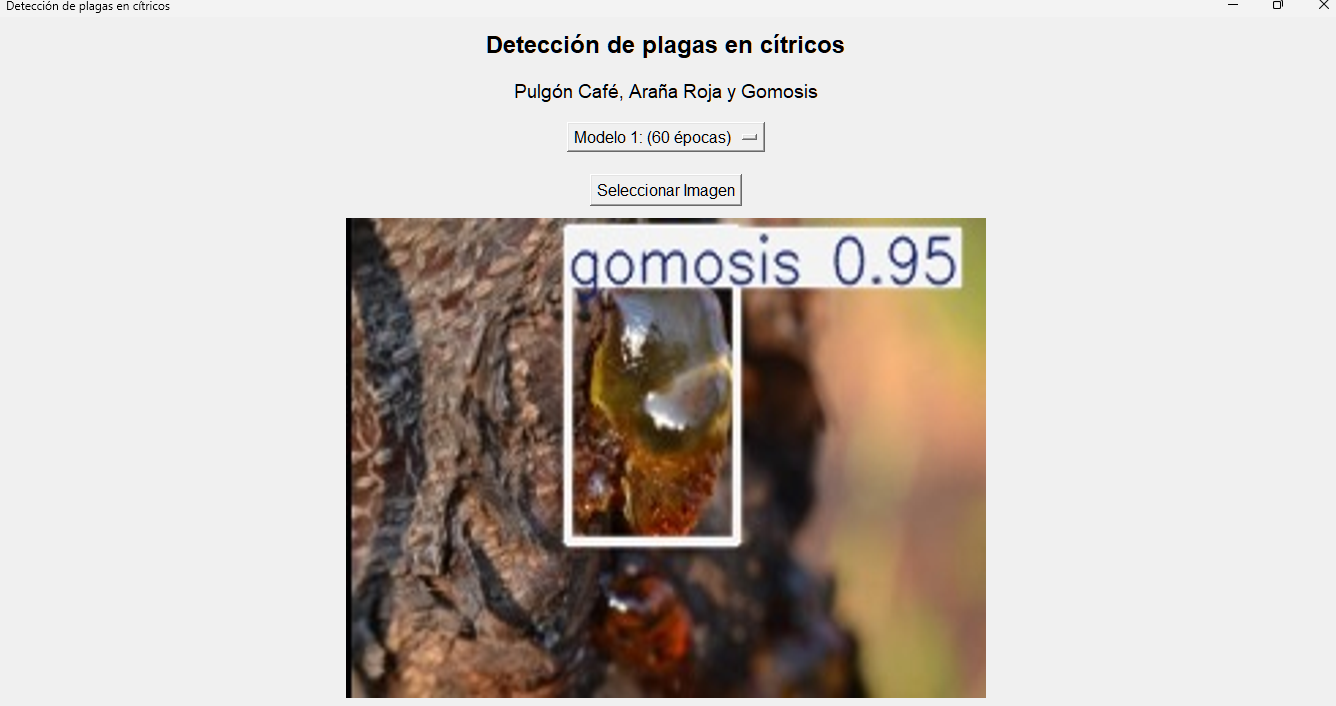 Detección de plagas en cítricos
Detección de plagas en cítricos
Pulgón Café, Araña Roja y Gomosis
Modelo 1: (60 épocas)
Seleccionar Imagen
gomosis 0.95